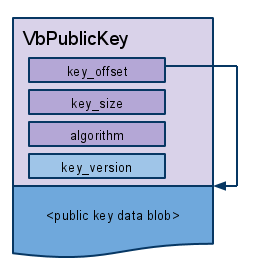 VbPublicKey
key_offset
key_size
algorithm
key_version
<public key data blob>